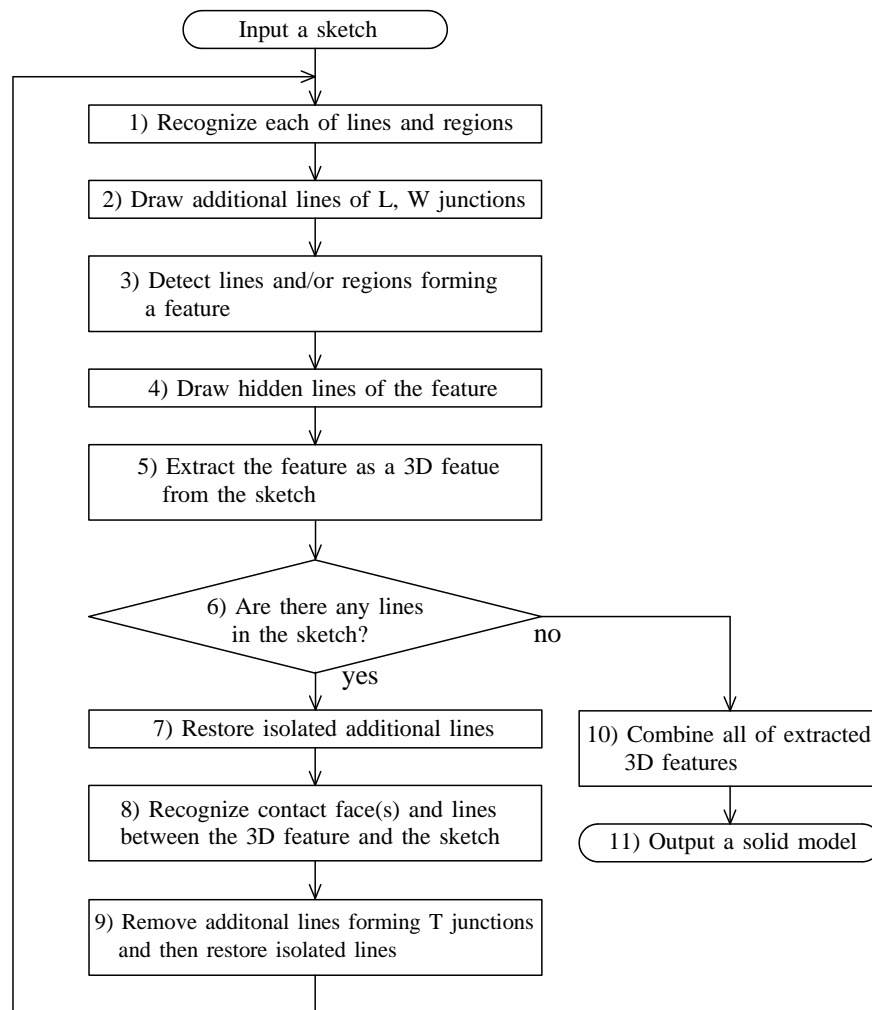 Input a sketch
1) Recognize each of lines and regions
2) Draw additional lines of L, W junctions
3) Detect lines and/or regions forming
a feature
4) Draw hidden lines of the feature
5) Extract the feature as a 3D featue
from the sketch
6) Are there any lines
in the sketch?
no
yes
7) Restore isolated additional lines
8) Recognize contact face(s) and lines
between the 3D feature and the sketch
9) Remove additonal lines forming T junctions
and then restore isolated lines
10) Combine all of extracted
3D features
11) Output a solid model